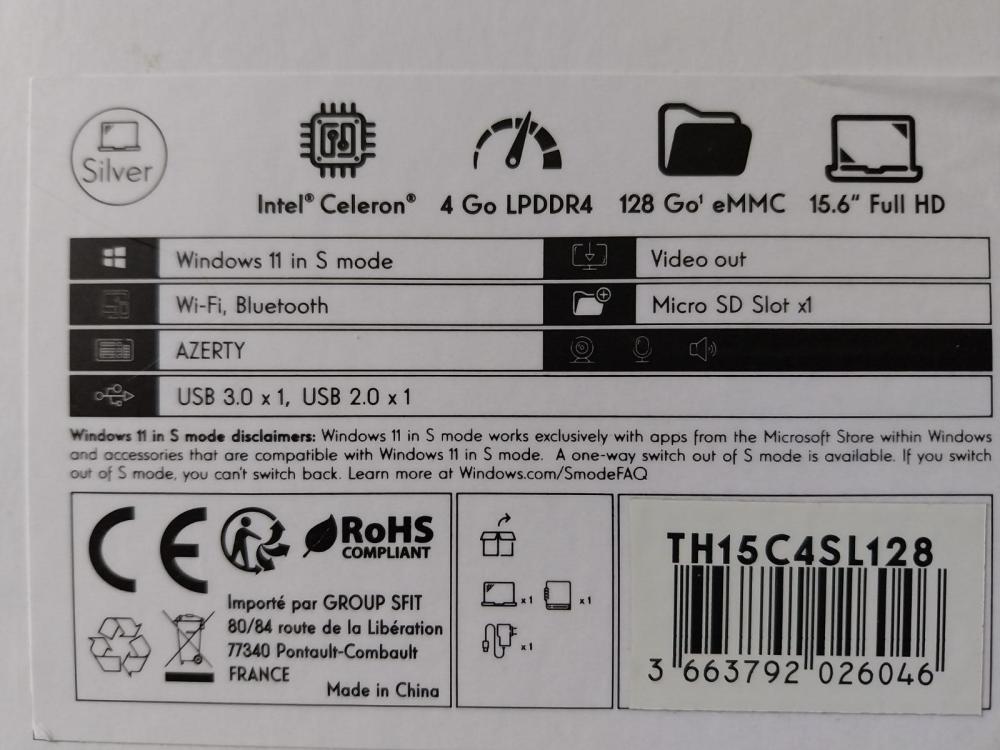 Silver
Intel® Celeron® 4 Go LPDDR4 128 Go¹ eMMC 15.6" Full HD
Windows 11 in S mode Video out
Wi-Fi, Bluetooth Micro SD Slot x1
AZERTY
USB 3.0 x 1, USB 2.0 x 1
Windows 11 in S mode disclaimers: Windows 11 in S mode works exclusively with apps from the Microsoft Store within Windows
and accessories that are compatible with Windows 11 in S mode. A one-way switch out of S mode is available. If you switch
out of S mode, you can't switch back. Learn more at Windows.com/SmodeFAQ
CE
RoHS
COMPLIANT
Importé par GROUP SFIT
80/84 route de la Libération
77340 Pontault-Combault
FRANCE
Made in China
x1 x1
x1
TH15C4SL128
3 663792 026046